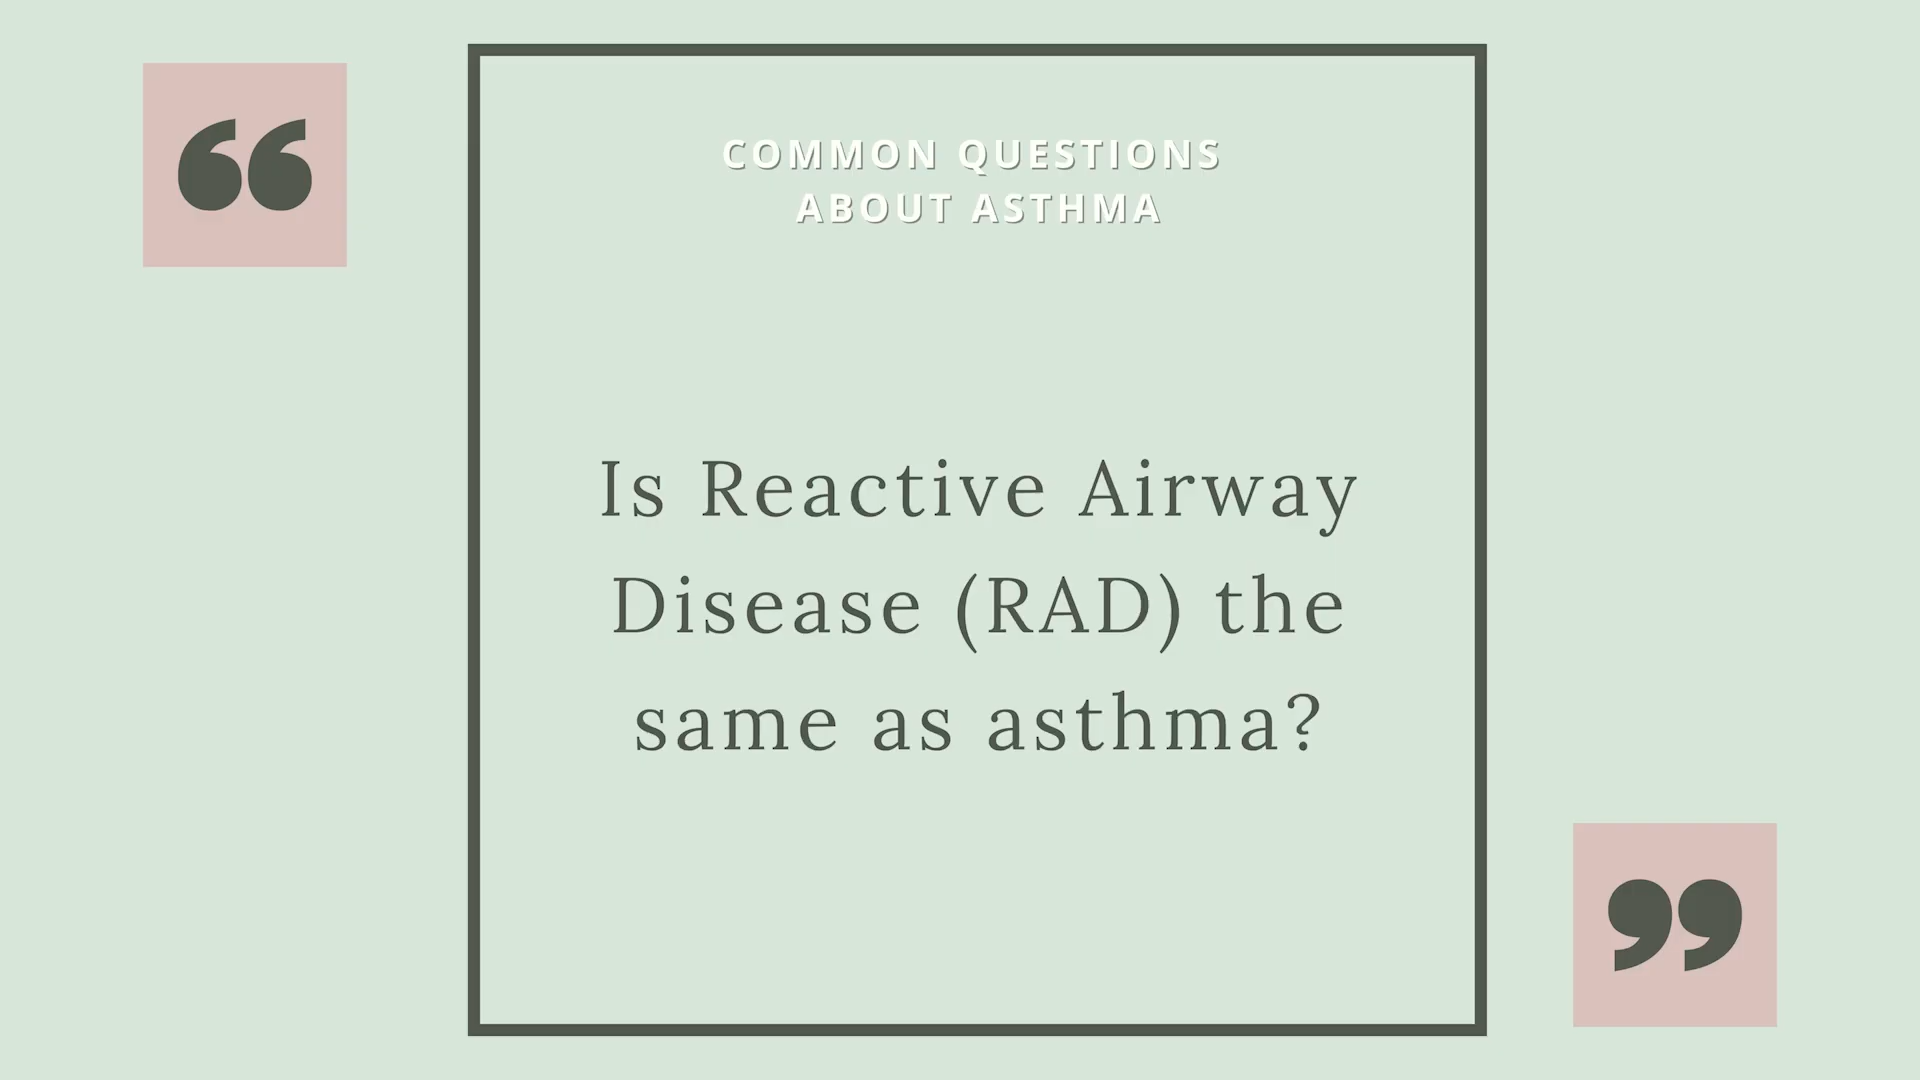 “
COMMON QUESTIONS
ABOUT ASTHMA
Is Reactive Airway
Disease (RAD) the
same as asthma?
”